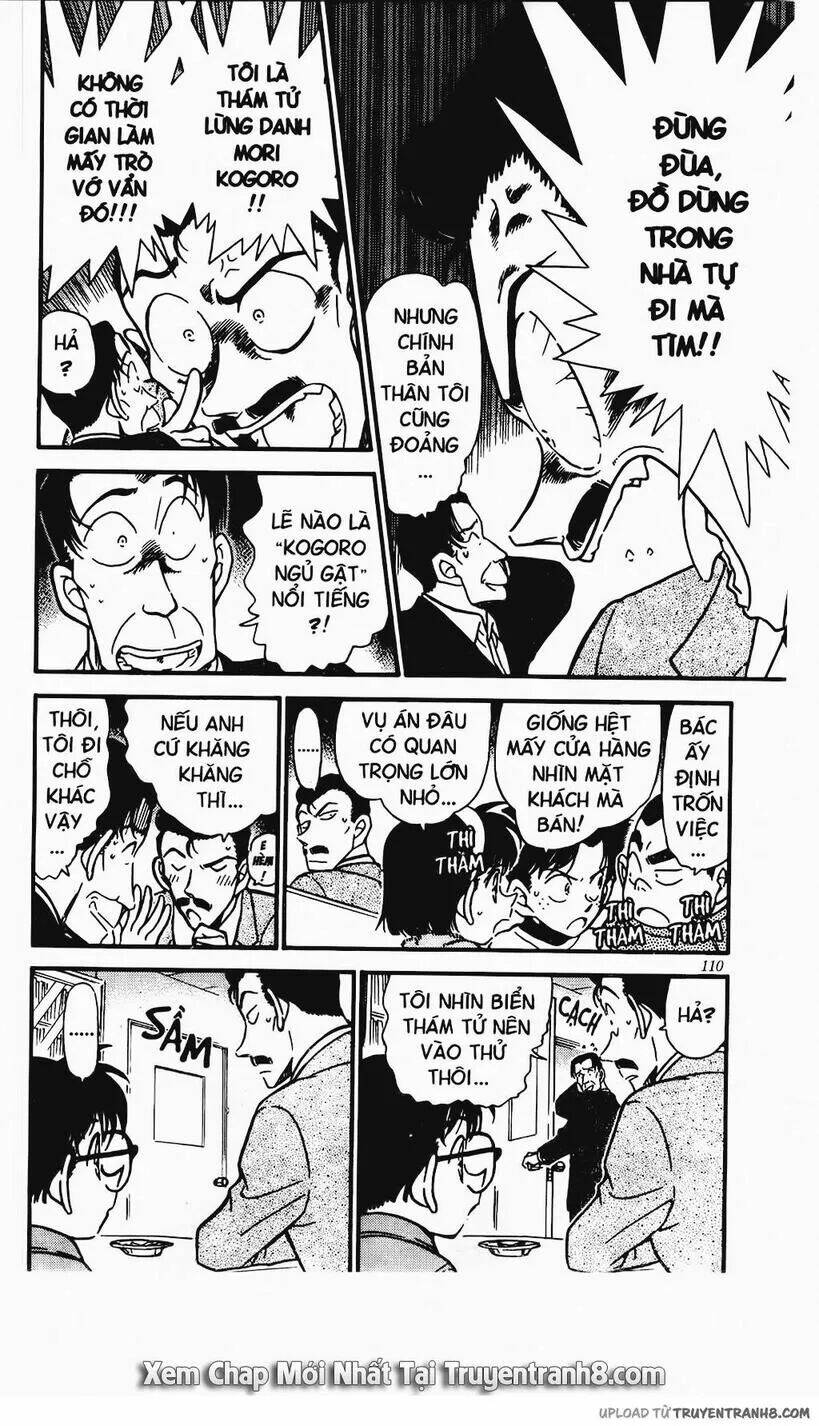 ĐỪNG
ĐÙA,
ĐỒ DÙNG
TRONG
NHÀ TỰ
ĐI MÀ
TÌM!!
NHƯNG
CHÍNH
BẢN
THÂN TÔI
CŨNG
ĐOẢNG
...
TÔI LÀ
THÁM TỬ
LỪNG DANH
MORI
KOGORO
!!
KHÔNG
CÓ THỜI
GIAN LÀM
MẤY TRÒ
VỚ VẨN
ĐÓ!!!
HẢ
?
LẼ NÀO LÀ
"KOGORO
NGỦ GẬT"
NỔI TIẾNG
?!
BÁC
ẤY
ĐỊNH
TRỐN
VIỆC
...
THÌ
THẦM
GIỐNG HỆT
MẤY CỬA HÀNG
NHÌN MẶT
KHÁCH MÀ
BÁN!
THÌ
THẦM
VỤ ÁN ĐÂU
CÓ QUAN
TRỌNG LỚN
NHỎ...
THÌ
THẦM
......
NẾU ANH
CỨ KHĂNG
KHĂNG
THÌ...
E
HÈM
!
THÔI,
TÔI ĐI
CHỖ
KHÁC
VẬY...
110
HẢ?
CẠCH
TÔI NHÌN BIỂN
THÁM TỬ NÊN
VÀO THỬ
THÔI...
SẦM
......
Xem Chap Mới Nhất Tại Truyentranh8.com
UPLOAD TỪ TRUYENTRANH8.COM